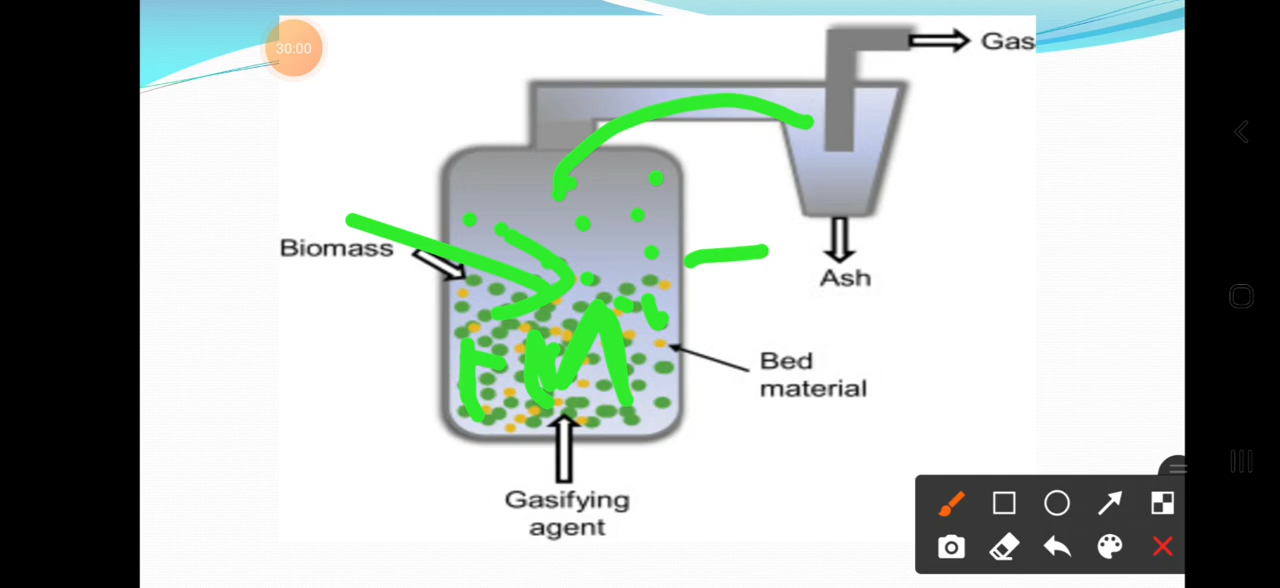 30:00
Gas
Biomass
Ash
Bed
material
Gasifying
agent